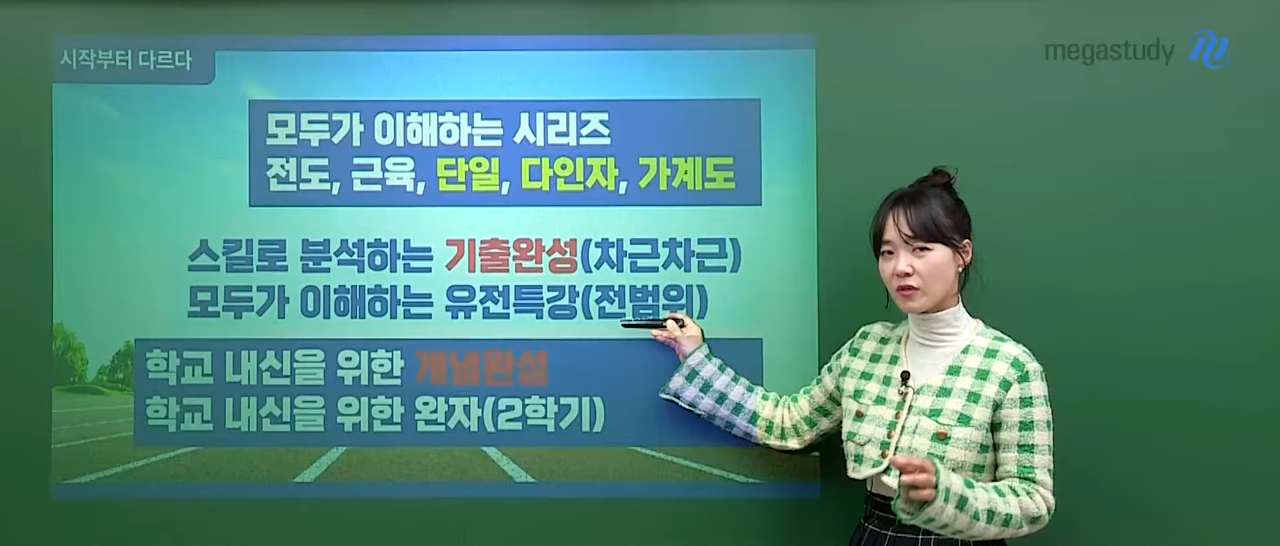 시작부터 다르다
megastudy
모두가 이해하는 시리즈
전도, 근육, 단일, 다인자, 가계도
스킬로 분석하는 기출완성(차근차근)
모두가 이해하는 유전특강(전범위)
학교 내신을 위한 개념완성
학교 내신을 위한 완자(2학기)